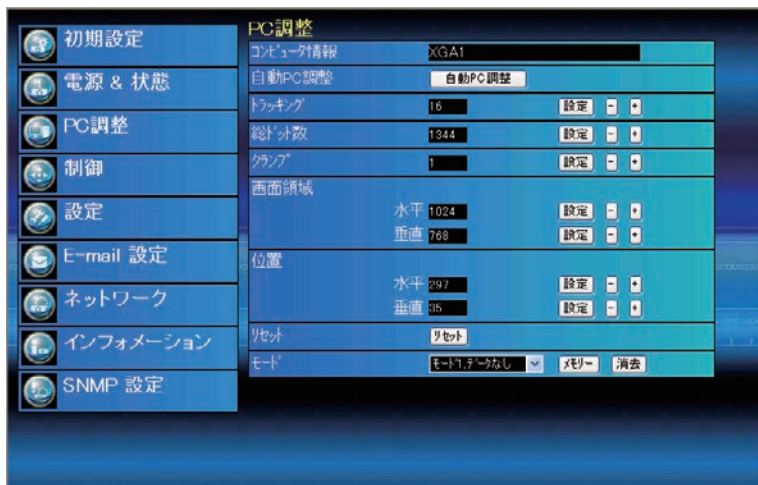 初期設定
電源 & 状態
PC調整
制御
設定
E-mail 設定
ネットワーク
インフォメーション
SNMP 設定
PC調整
コンピュータ情報 XGA1
自動PC調整 自動PC調整
トラッキング 16 設定 - +
総ドット数 1344 設定 - +
クランプ 1 設定 - +
画面領域
水平 1024 設定 - +
垂直 768 設定 - +
位置
水平 297 設定 - +
垂直 35 設定 - +
リセット リセット
モード モード1.データなし メモリー 消去